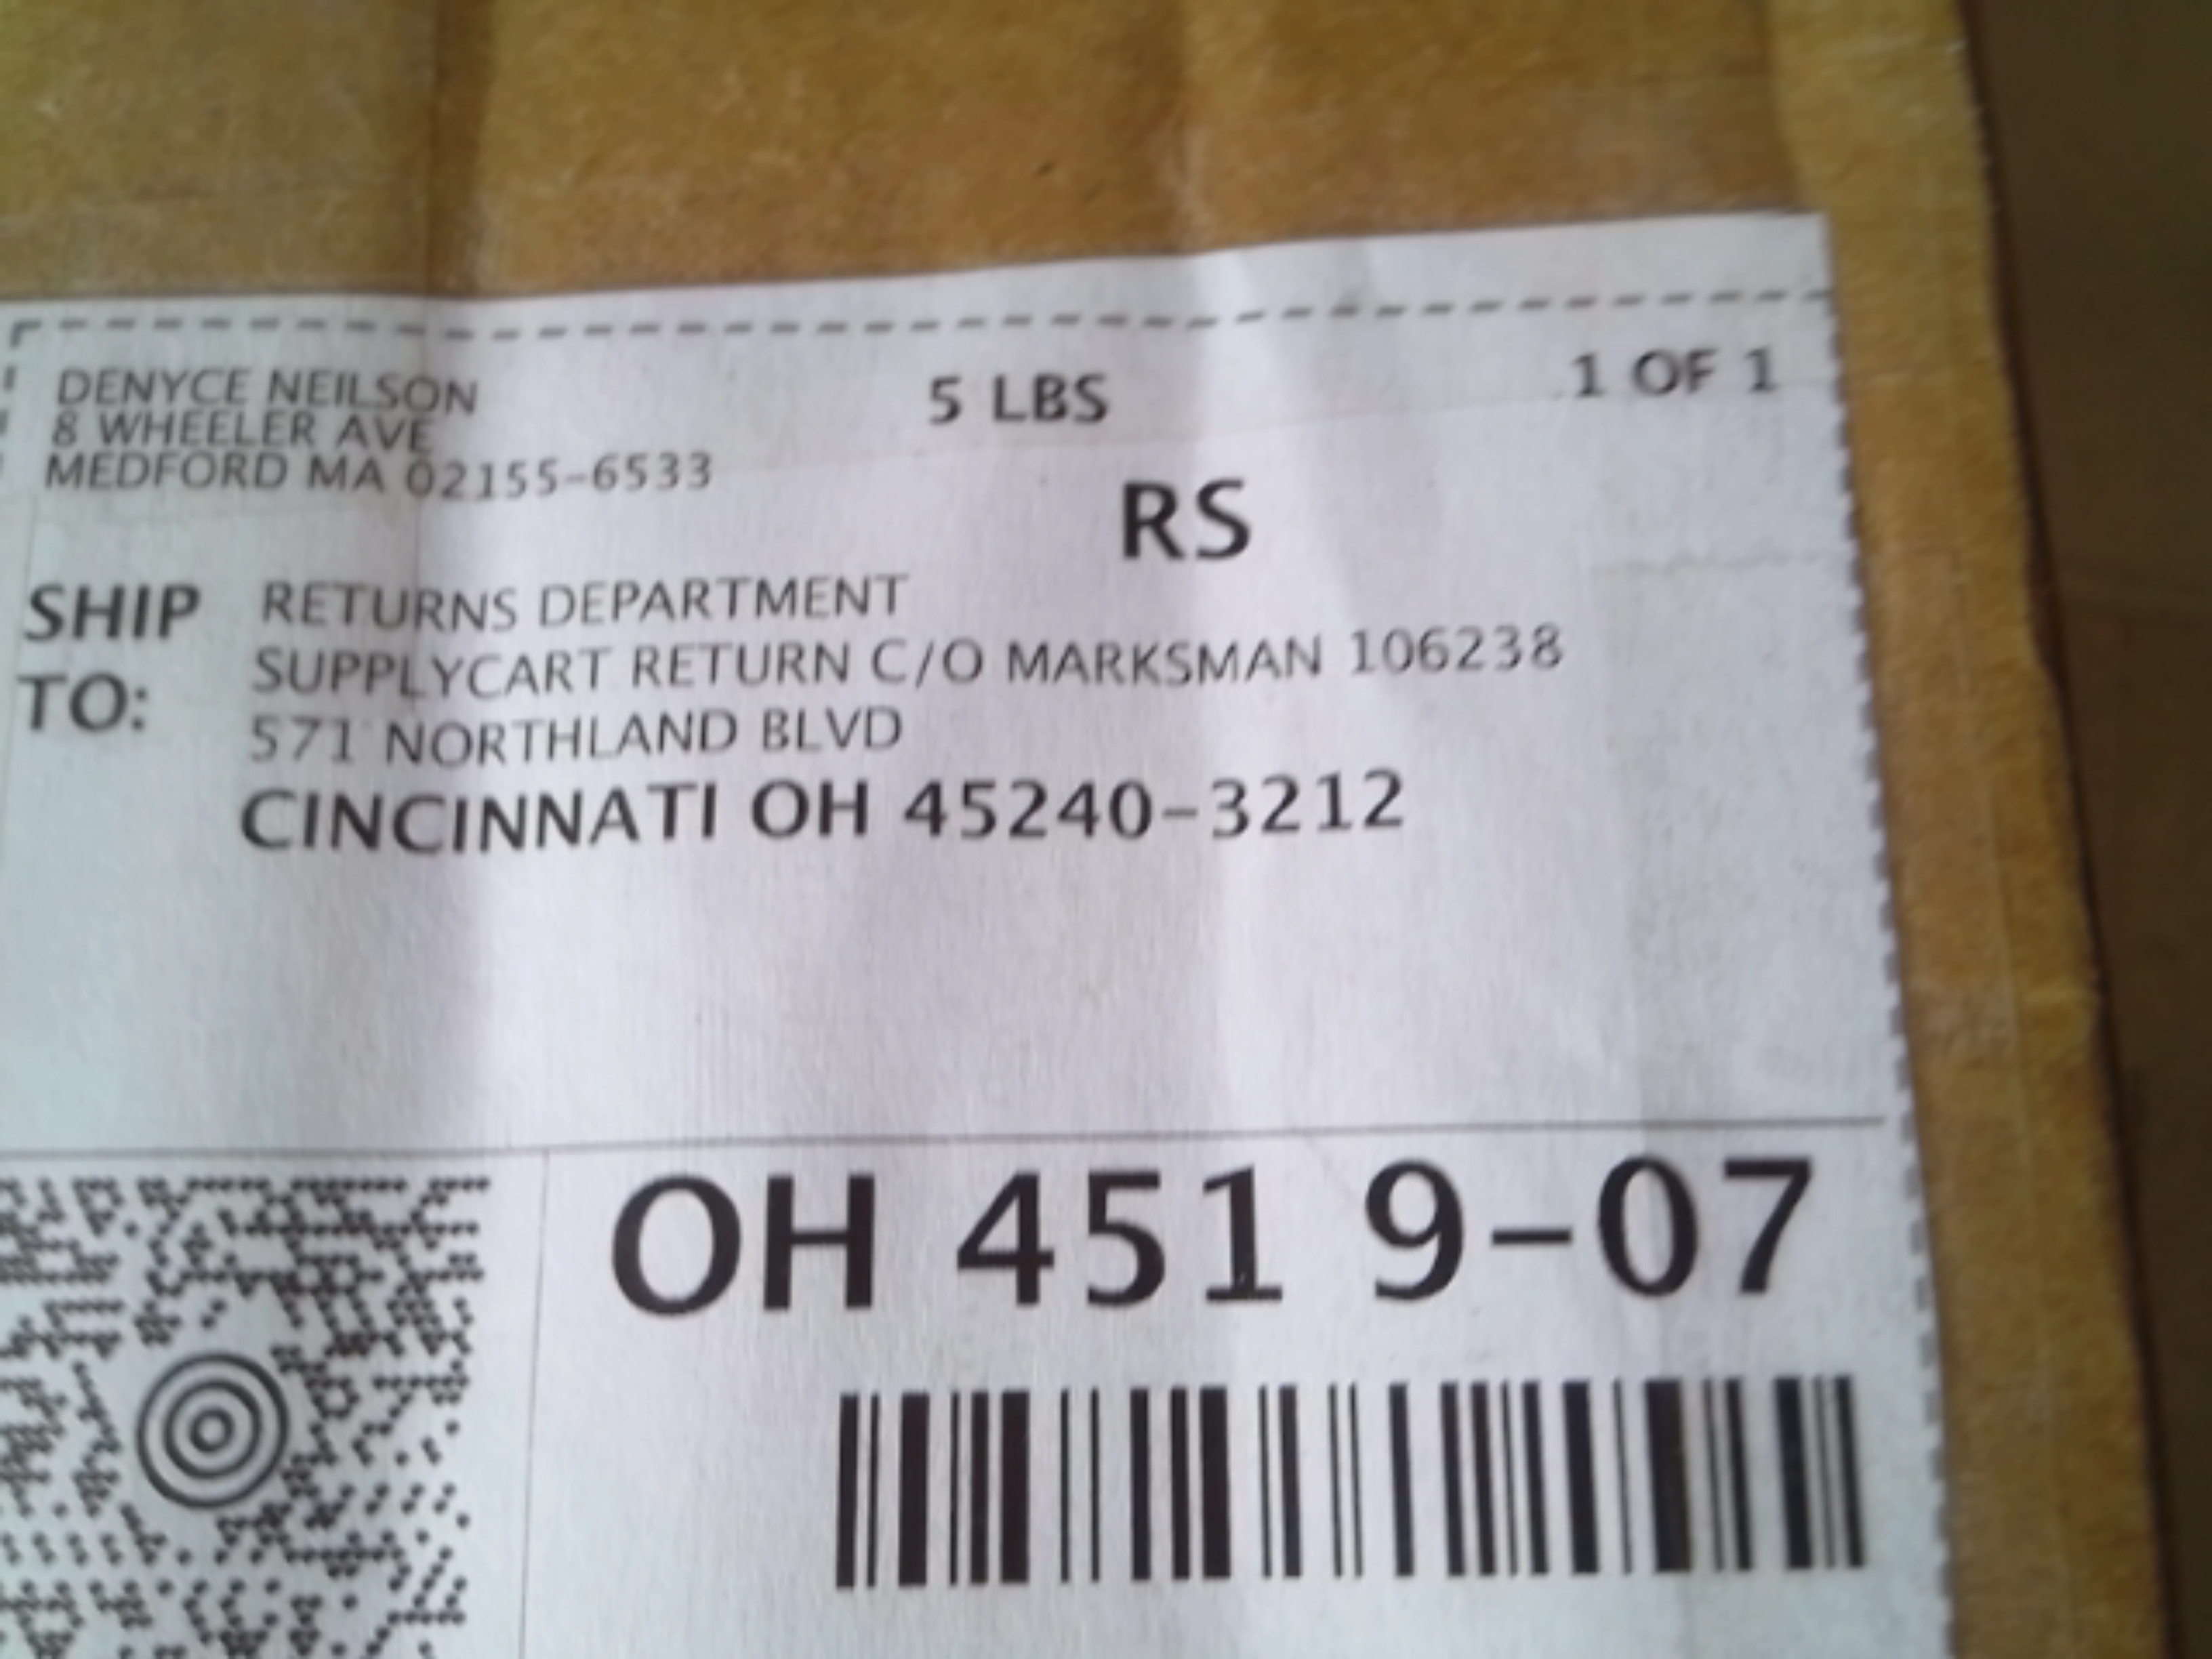 DENYCE NEILSON
8 WHEELER AVE
MEDFORD MA 02155-6533
5 LBS
1 OF 1
RS
SHIP TO:
RETURNS DEPARTMENT
SUPPLYCART RETURN C/O MARKSMAN 106238
571 NORTHLAND BLVD
CINCINNATI OH 45240-3212
OH 451 9-07